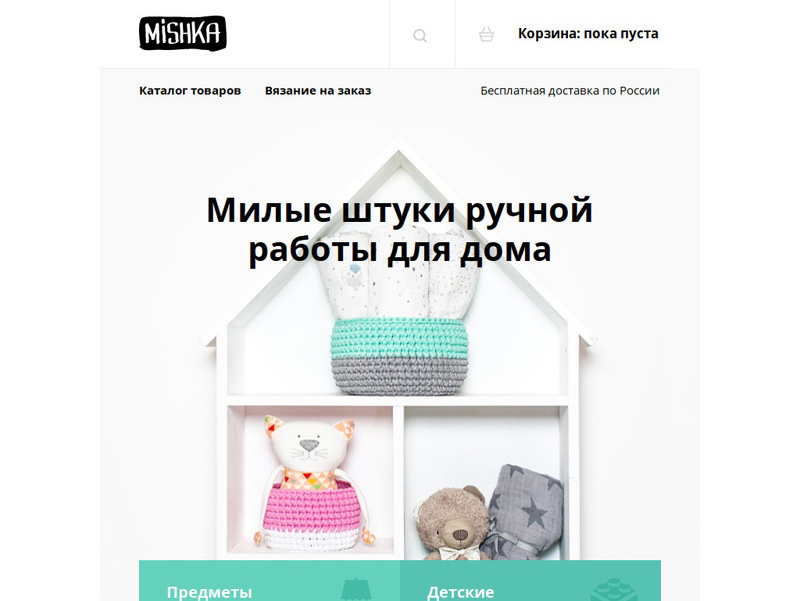 MiSHKA
Корзина: пока пуста
Каталог товаров
Вязание на заказ
Бесплатная доставка по России
Милые штуки ручной
работы для дома
Предметы
Детские